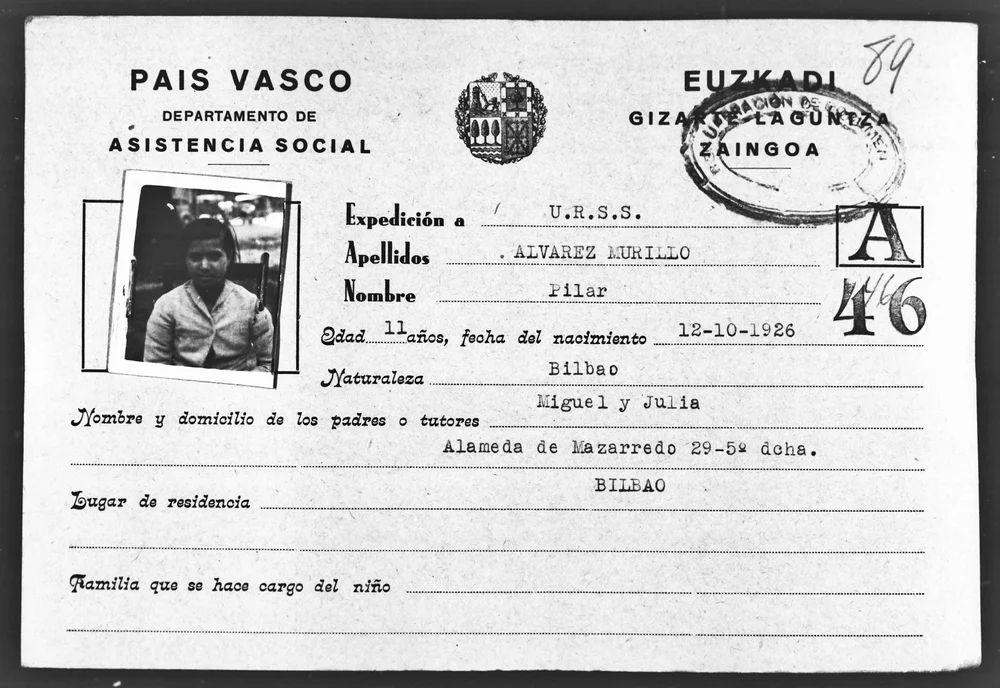 89
PAIS VASCO
DEPARTAMENTO DE
ASISTENCIA SOCIAL
EUZKADI
GIZARTE LAGUNTZA
ZAINGOA
Expedición a U.R.S.S.
A
Apellidos ALVAREZ MURILLO
Nombre Pilar
46
46
Edad 11 años, fecha del nacimiento 12-10-1926
Naturaleza Bilbao
Nombre y domicilio de los padres o tutores Miguel y Julia
Alameda de Mazarredo 29-5º dcha.
Lugar de residencia BILBAO
Familia que se hace cargo del niño